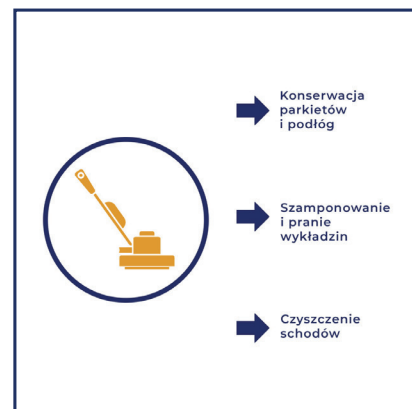 Konserwacja
parkietów
i podłóg
Szamponowanie
i pranie
wykładzin
Czyszczenie
schodów